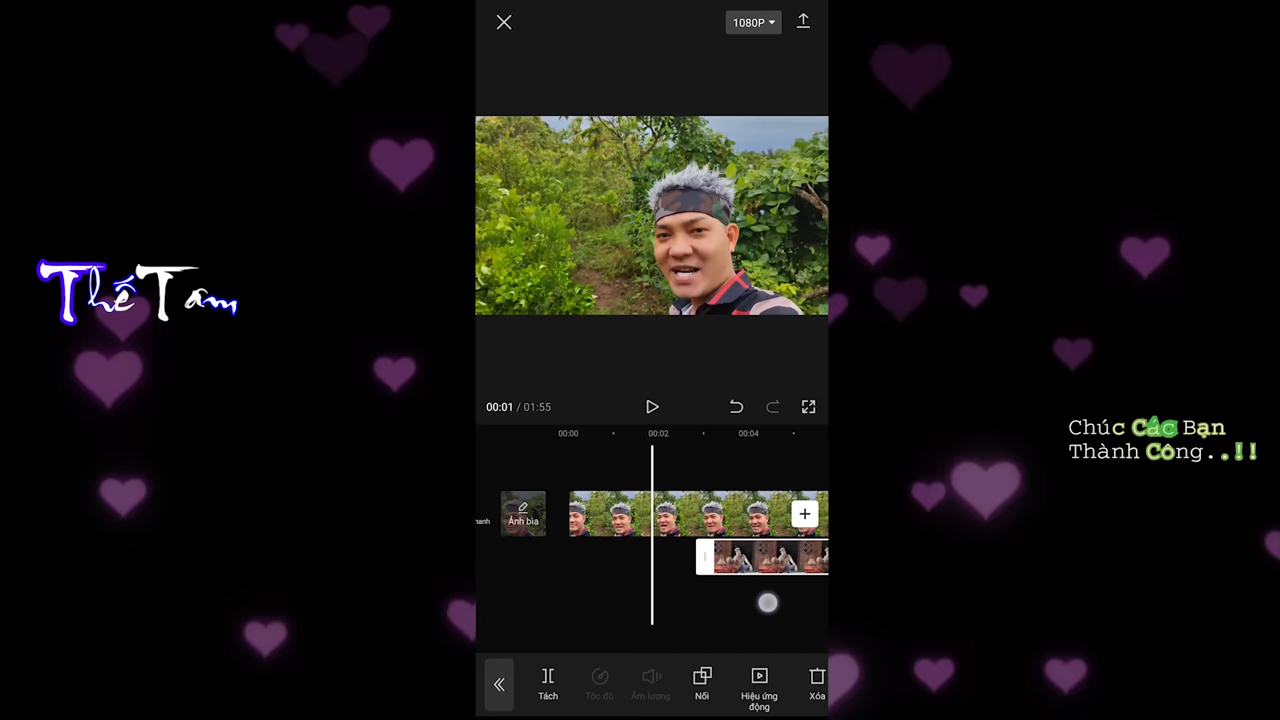 1080P
Thế Tâm
00:01 / 01:55
00:00
00:02
00:04
Chúc Các Bạn
Thành Công..!!
Ảnh bìa
Tách
Tốc độ
Âm lượng
Nối
Hiệu ứng
động
Xóa